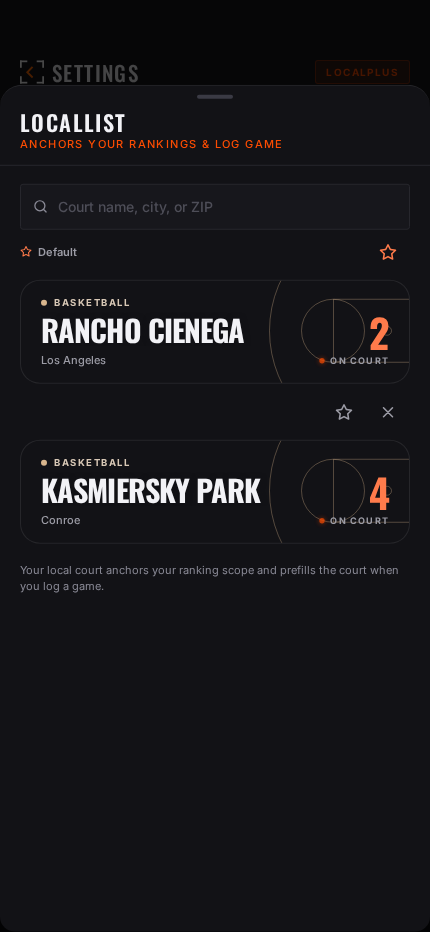 SETTINGS
LOCALPLUS
LOCALLIST
ANCHORS YOUR RANKINGS & LOG GAME
Court name, city, or ZIP
Default
BASKETBALL
RANCHO CIENEGA
2
Los Angeles
ON COURT
BASKETBALL
KASMIERSKY PARK
4
Conroe
ON COURT
Your local court anchors your ranking scope and prefills the court when
you log a game.